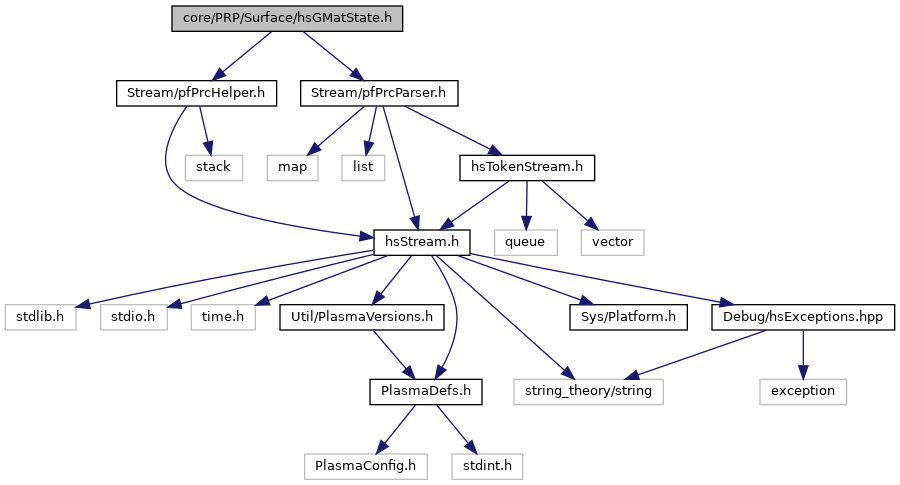 core/PRP/Surface/hsGMatState.h
Stream/pfPrcHelper.h
Stream/pfPrcParser.h
stack
map
list
hsTokenStream.h
hsStream.h
queue
vector
stdlib.h
stdio.h
time.h
Util/PlasmaVersions.h
Sys/Platform.h
Debug/hsExceptions.hpp
PlasmaDefs.h
string_theory/string
exception
PlasmaConfig.h
stdint.h